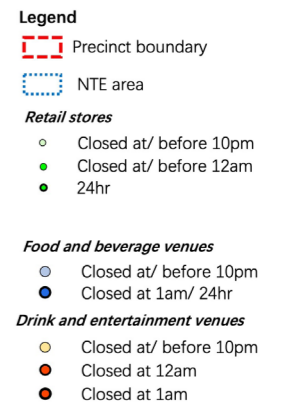 Legend
Precinct boundary
NTE area
Retail stores
Closed at/ before 10pm
Closed at/ before 12am
24hr
Food and beverage venues
Closed at/ before 10pm
Closed at 1am/ 24hr
Drink and entertainment venues
Closed at/ before 10pm
Closed at 12am
Closed at 1am